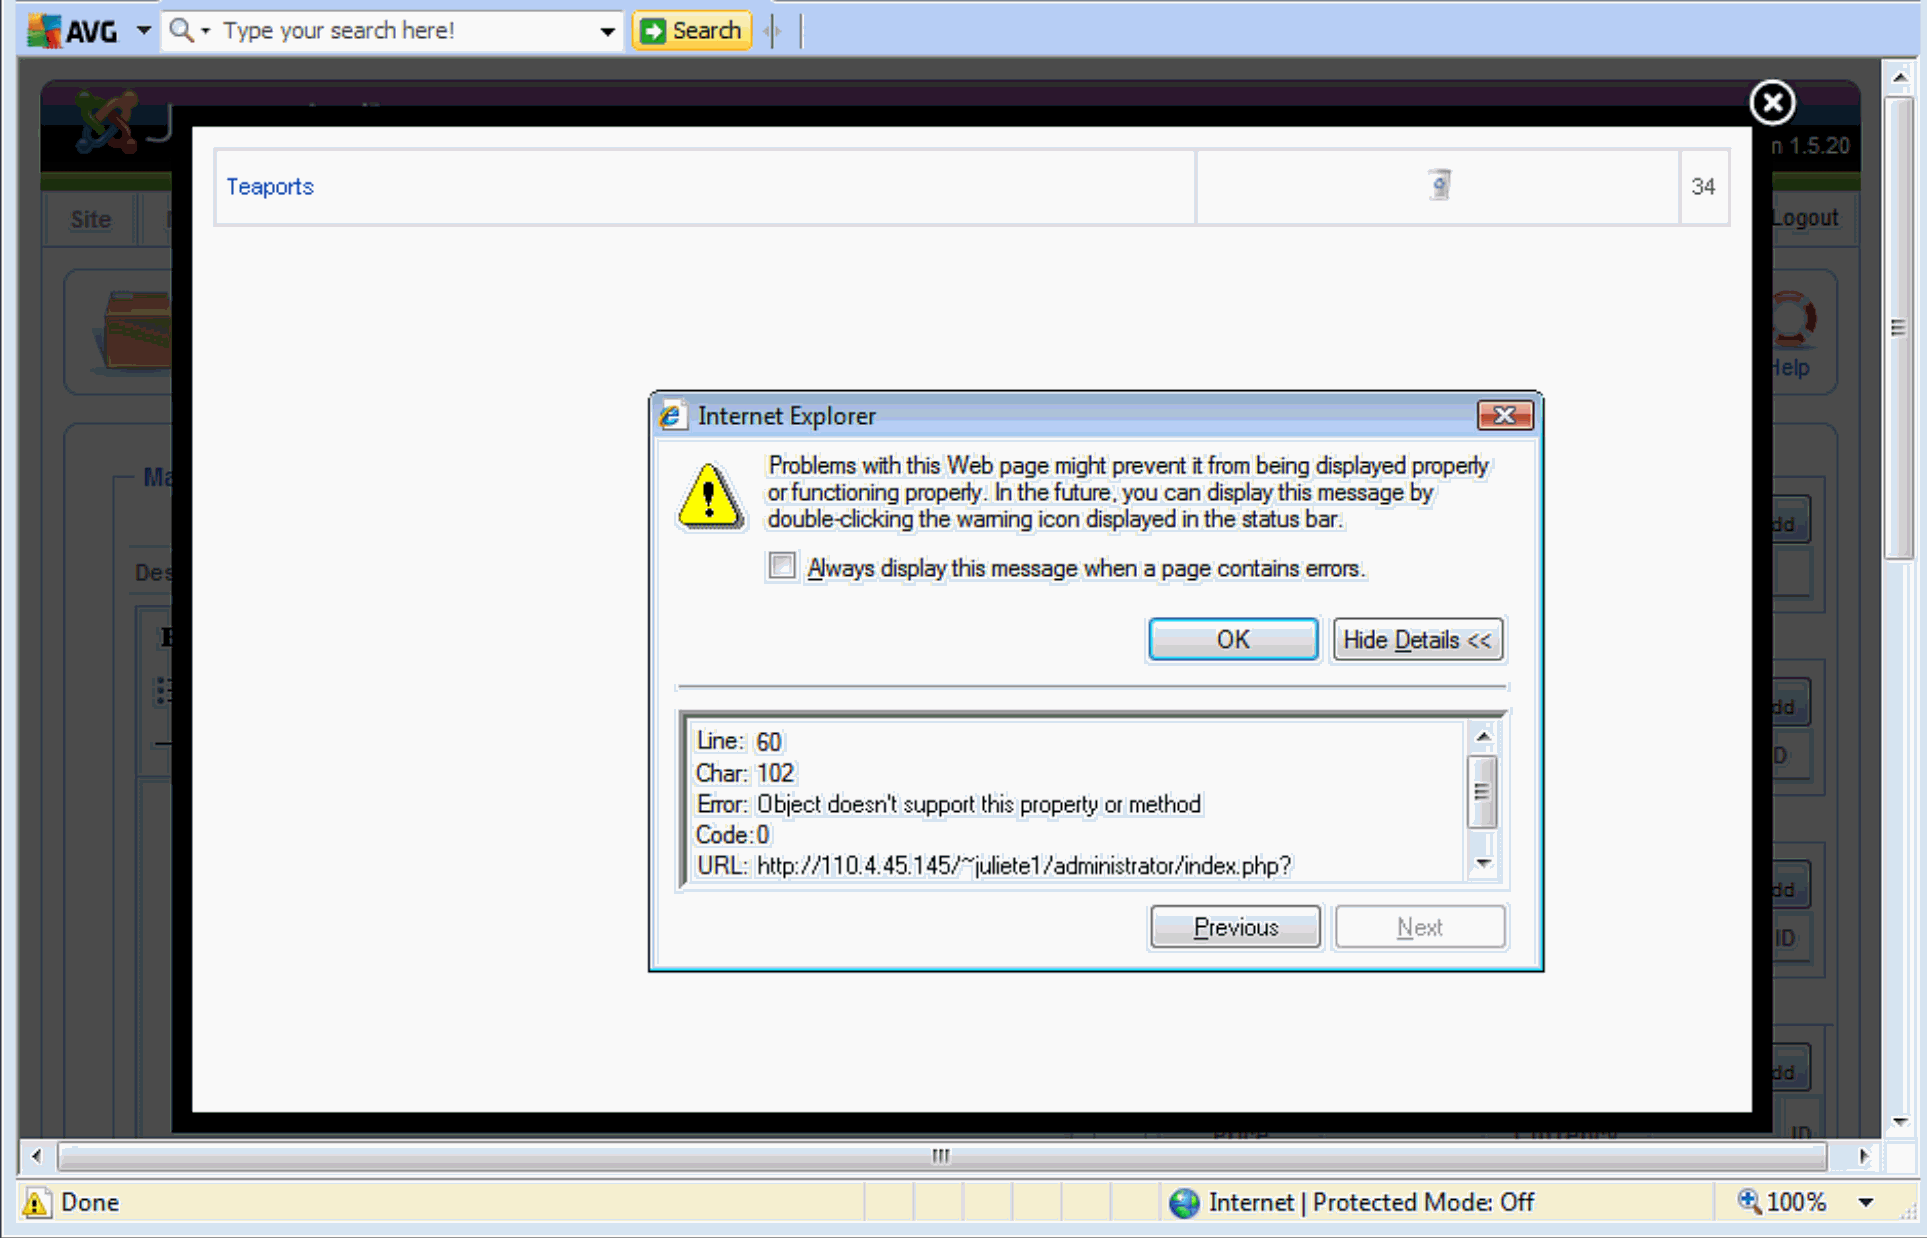 AVG
Type your search here!
Search
n 1.5.20
Teaports
34
Site
Logout
Help
Internet Explorer
Problems with this Web page might prevent it from being displayed properly
or functioning properly. In the future, you can display this message by
double-clicking the warning icon displayed in the status bar.
Always display this message when a page contains errors.
OK
Hide Details <<
Line: 60
Char: 102
Error: Object doesn't support this property or method
Code: 0
URL: http://110.4.45.145/~juliete1/administrator/index.php?
Previous
Next
ID
ID
Done
Internet | Protected Mode: Off
100%